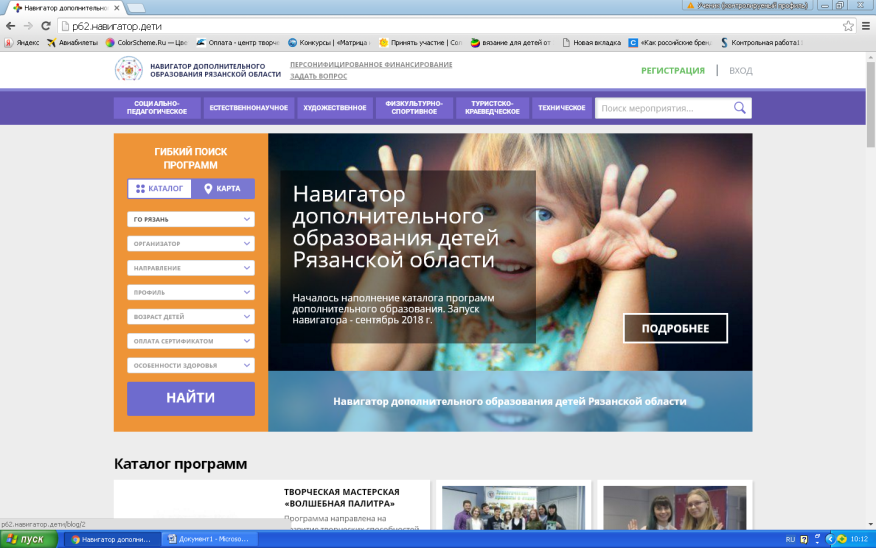 Навигатор дополнительно
Ученик (контролируемый профиль)
р62.навигатор.дети
Яндекс
Авиабилеты
ColorScheme.Ru — Цве
Оплата - центр творче
Конкурсы | «Матрица
Принять участие | Сол
вязание для детей от
Новая вкладка
«Как российские брен
Контрольная работа:
НАВИГАТОР ДОПОЛНИТЕЛЬНОГО
ОБРАЗОВАНИЯ РЯЗАНСКОЙ ОБЛАСТИ
ПЕРСОНИФИЦИРОВАННОЕ ФИНАНСИРОВАНИЕ
ЗАДАТЬ ВОПРОС
РЕГИСТРАЦИЯ | ВХОД
СОЦИАЛЬНО-
ПЕДАГОГИЧЕСКОЕ
ЕСТЕСТВЕННОНАУЧНОЕ
ХУДОЖЕСТВЕННОЕ
ФИЗКУЛЬТУРНО-
СПОРТИВНОЕ
ТУРИСТСКО-
КРАЕВЕДЧЕСКОЕ
ТЕХНИЧЕСКОЕ
Поиск мероприятия...
ГИБКИЙ ПОИСК
ПРОГРАММ
КАТАЛОГ
КАРТА
ГО РЯЗАНЬ
ОРГАНИЗАТОР
НАПРАВЛЕНИЕ
ПРОФИЛЬ
ВОЗРАСТ ДЕТЕЙ
ОПЛАТА СЕРТИФИКАТОМ
ОСОБЕННОСТИ ЗДОРОВЬЯ
НАЙТИ
Навигатор
дополнительного
образования детей
Рязанской области
Началось наполнение каталога программ
дополнительного образования. Запуск
навигатора - сентябрь 2018 г.
ПОДРОБНЕЕ
Навигатор дополнительного образования детей Рязанской области
Каталог программ
ТВОРЧЕСКАЯ МАСТЕРСКАЯ
«ВОЛШЕБНАЯ ПАЛИТРА»
Программа направлена на
развитие творческих способностей
р62.навигатор.дети/blog/2
пуск
Навигатор дополни...
Документ1 - Microso...
RU
10:12